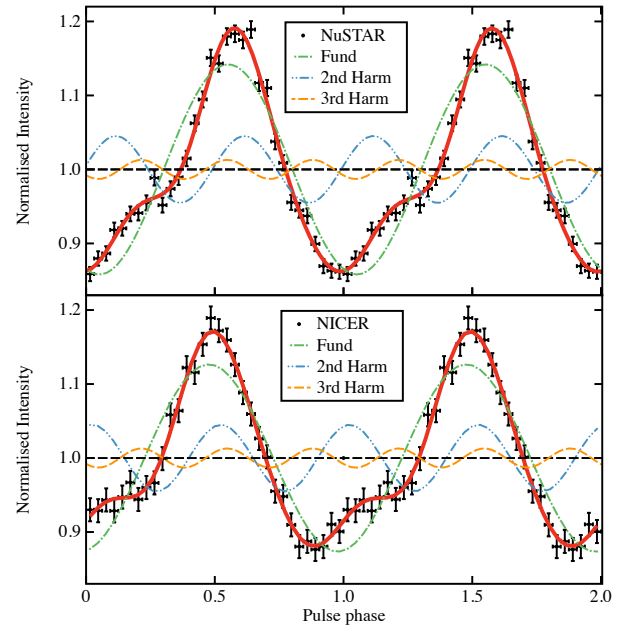 1.2
NuSTAR
Fund
2nd Harm
3rd Harm
1.1
1.0
0.9
Normalised Intensity
1.2
NICER
Fund
2nd Harm
3rd Harm
1.1
1.0
0.9
Normalised Intensity
0 0.5 1.0 1.5 2.0
Pulse phase